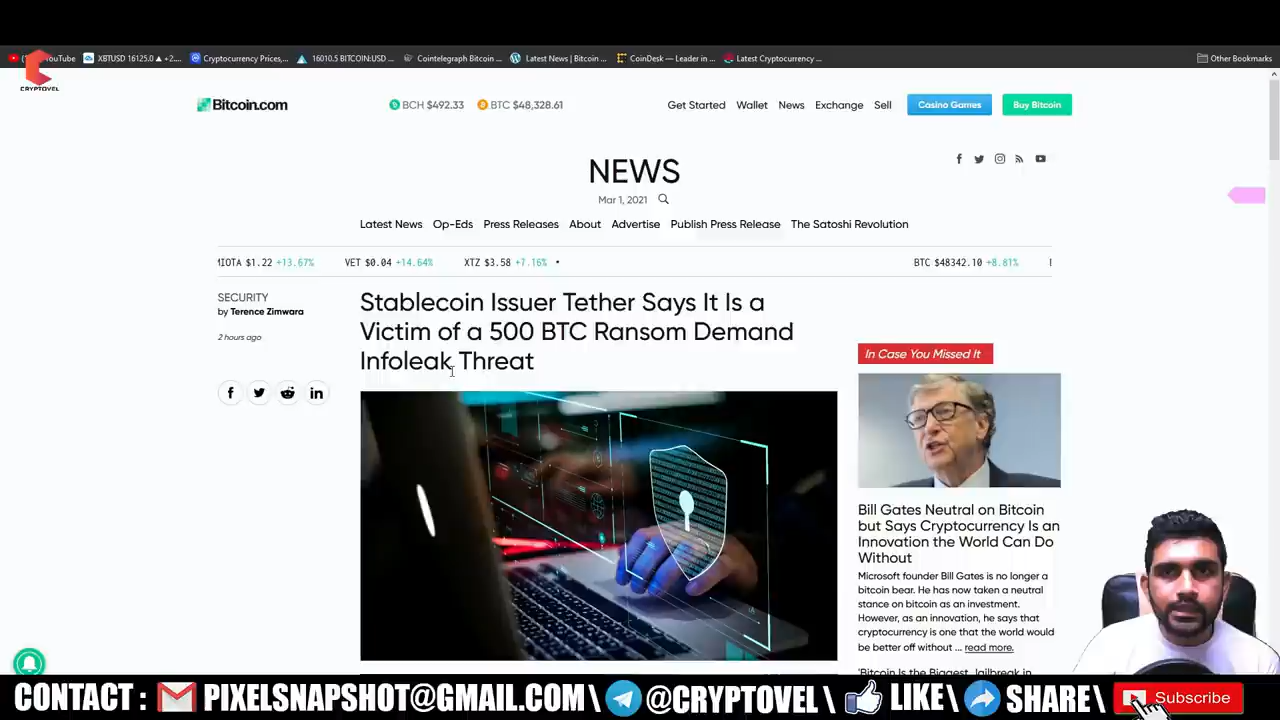 YouTube
XBTUSD 16125.0 ▲ +2....
Cryptocurrency Prices,...
16010.5 BITCOIN:USD ...
Cointelegraph Bitcoin ...
Latest News | Bitcoin ...
CoinDesk — Leader in ...
Latest Cryptocurrency ...
Other Bookmarks
CRYPTOVEL
Bitcoin.com
BCH $492.33
BTC $48,328.61
Get Started
Wallet
News
Exchange
Sell
Casino Games
Buy Bitcoin
NEWS
Mar 1, 2021
Latest News
Op-Eds
Press Releases
About
Advertise
Publish Press Release
The Satoshi Revolution
IOTA $1.22 +13.67%
VET $0.04 +14.64%
XTZ $3.58 +7.16%
BTC $48342.10 +8.81%
SECURITY
by Terence Zimwara
2 hours ago
Stablecoin Issuer Tether Says It Is a
Victim of a 500 BTC Ransom Demand
Infoleak Threat
In Case You Missed It
Bill Gates Neutral on Bitcoin
but Says Cryptocurrency Is an
Innovation the World Can Do
Without
Microsoft founder Bill Gates is no longer a
bitcoin bear. He has now taken a neutral
stance on bitcoin as an investment.
However, as an innovation, he says that
cryptocurrency is one that the world would
be better off without ... read more.
'Bitcoin Is the Biggest Jailbreak in
CONTACT : PIXELSNAPSHOT@GMAIL.COM \ @CRYPTOVEL \ LIKE\ SHARE\ Subscribe